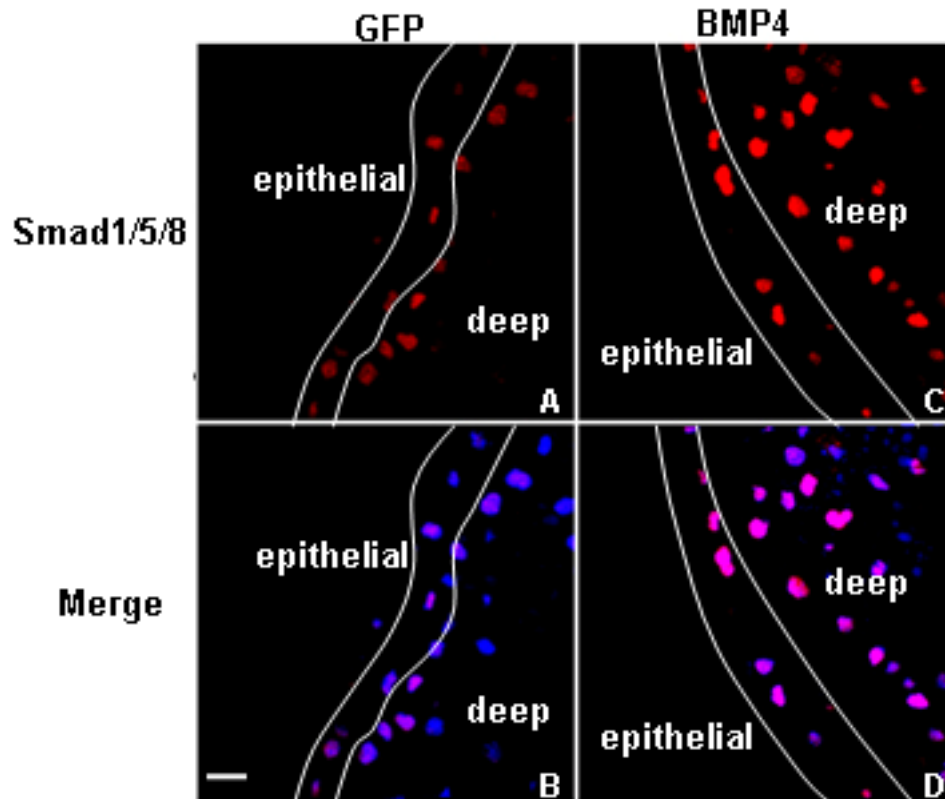 GFP
BMP4
Smad1/5/8
epithelial
deep
A
deep
epithelial
C
Merge
epithelial
deep
B
deep
epithelial
D